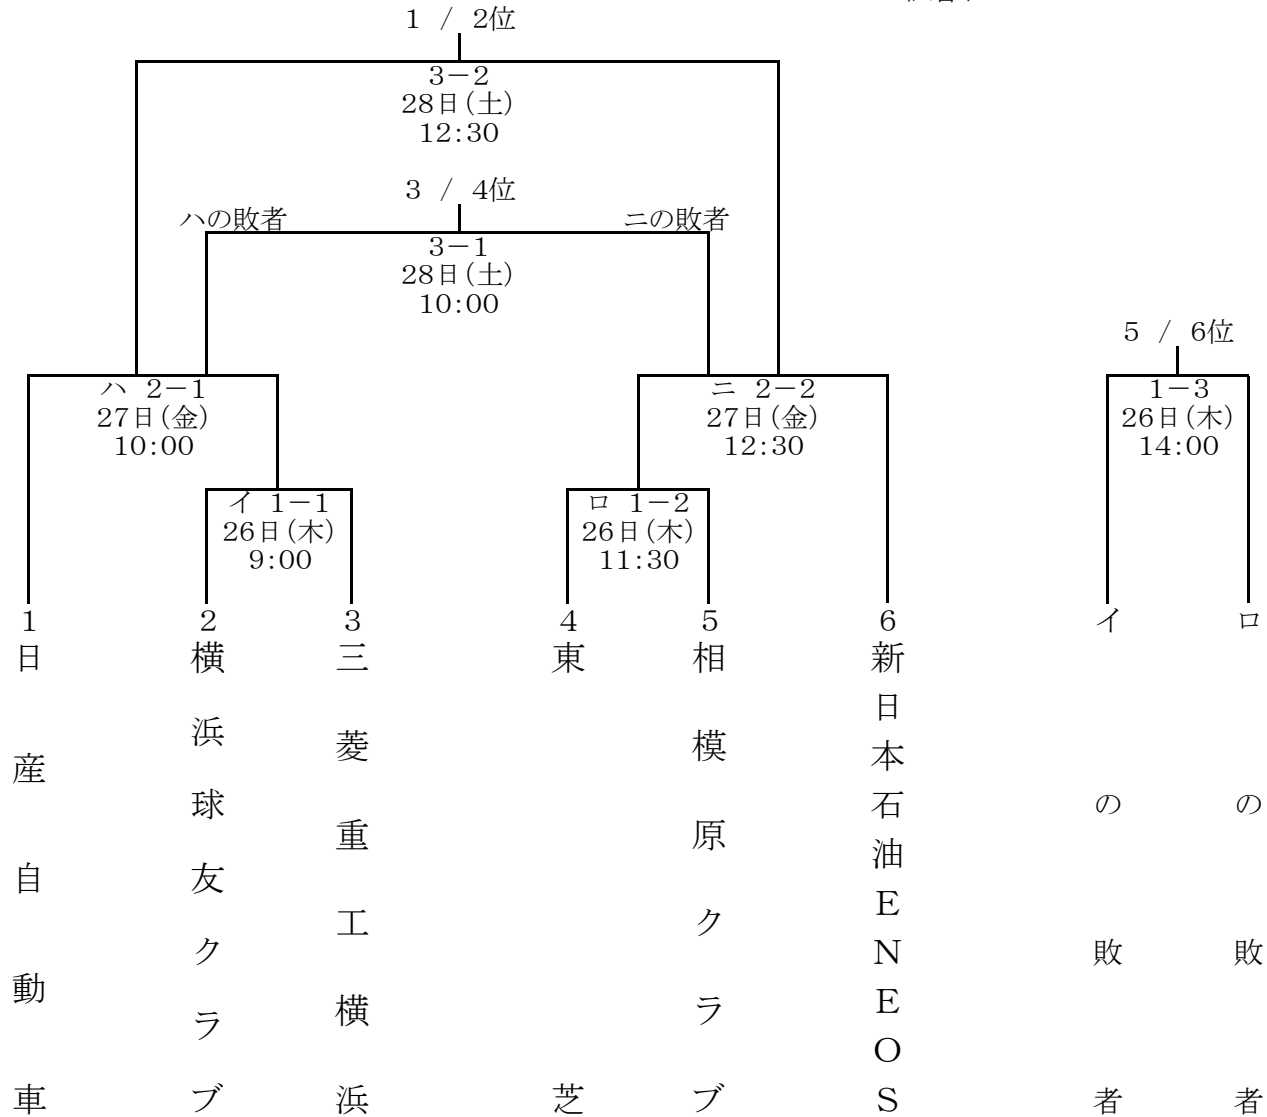 1 / 2位
3－2
28日(土)
12:30
3 / 4位
ハの敗者
ニの敗者
3－1
28日(土)
10:00
5 / 6位
ハ 2－1
27日(金)
10:00
ニ 2－2
27日(金)
12:30
1－3
26日(木)
14:00
イ 1－1
26日(木)
9:00
ロ 1－2
26日(木)
11:30
1
日産自動車
2
横浜球友クラブ
3
三菱重工横浜
4
東芝
5
相模原クラブ
6
新日本石油ENEOS
イの敗者
ロの敗者